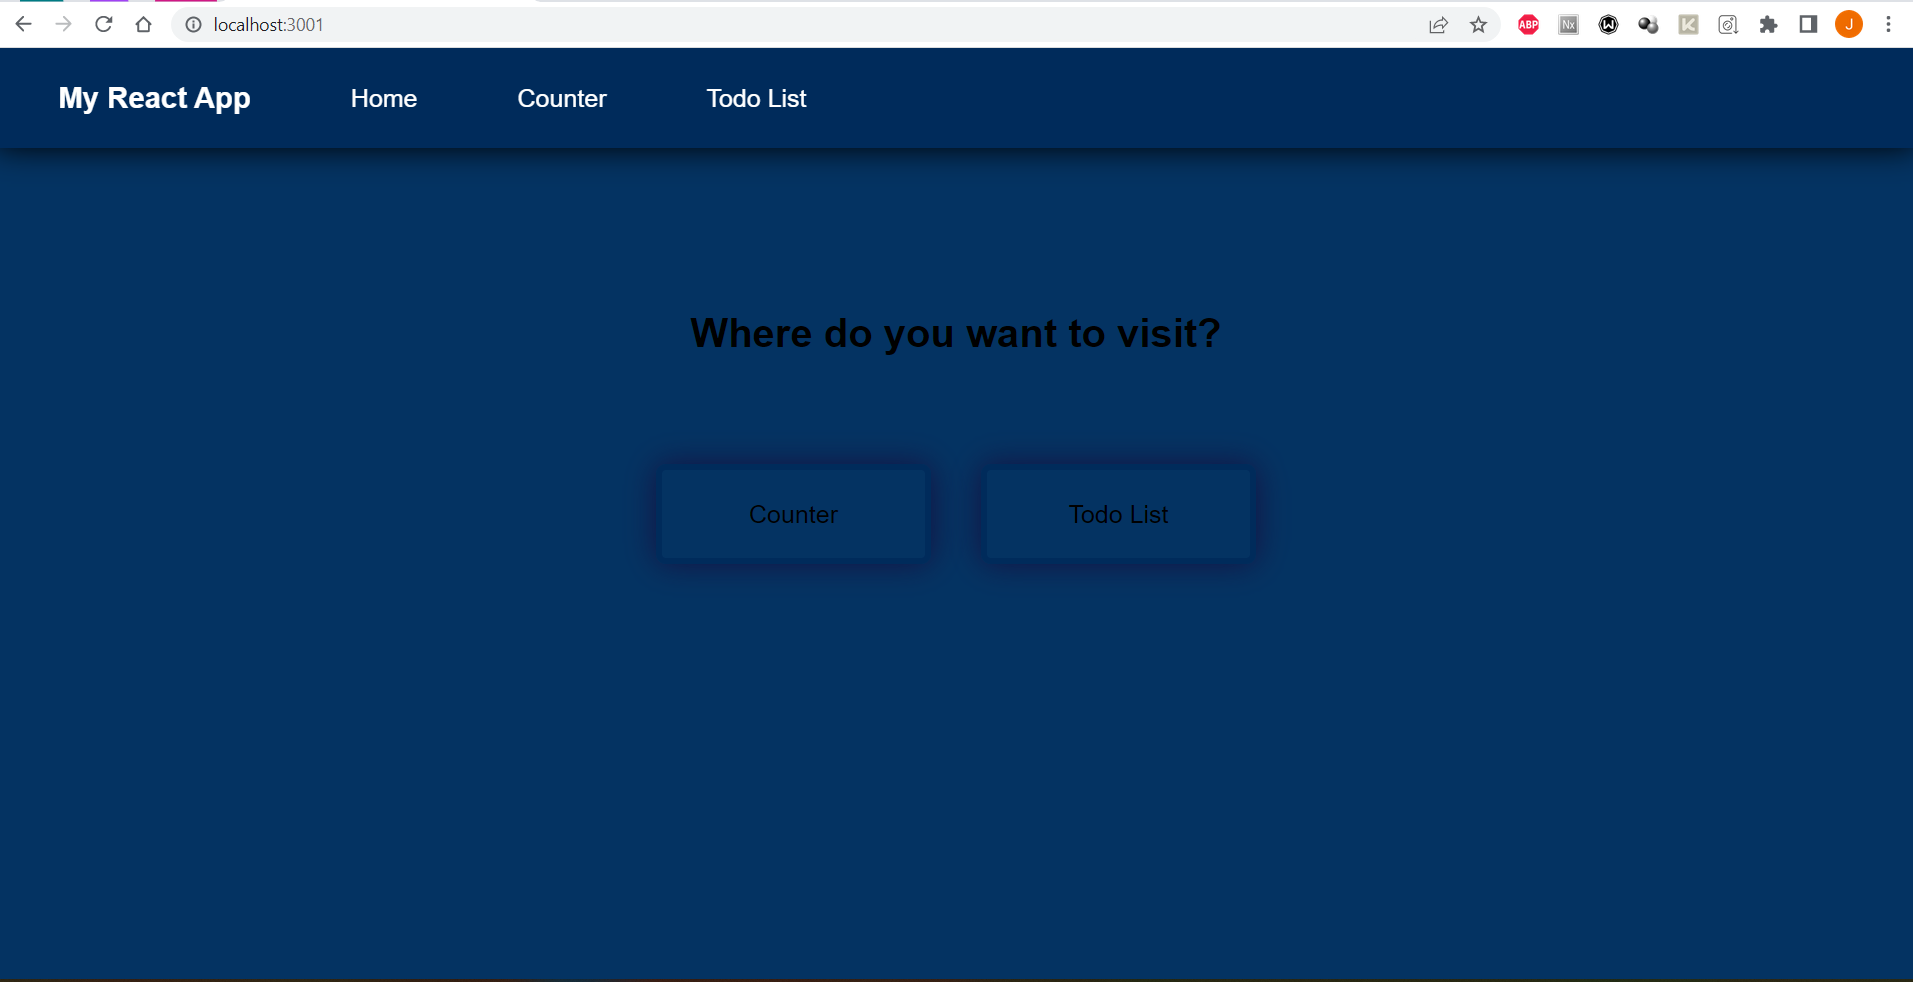 localhost:3001
ABP
Nx
W
K
J
My React App Home Counter Todo List
Where do you want to visit?
Counter Todo List